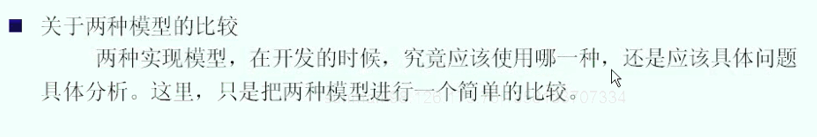 关于两种模型的比较
两种实现模型，在开发的时候，究竟应该使用哪一种，还是应该具体问题
具体分析。这里，只是把两种模型进行一个简单的比较。